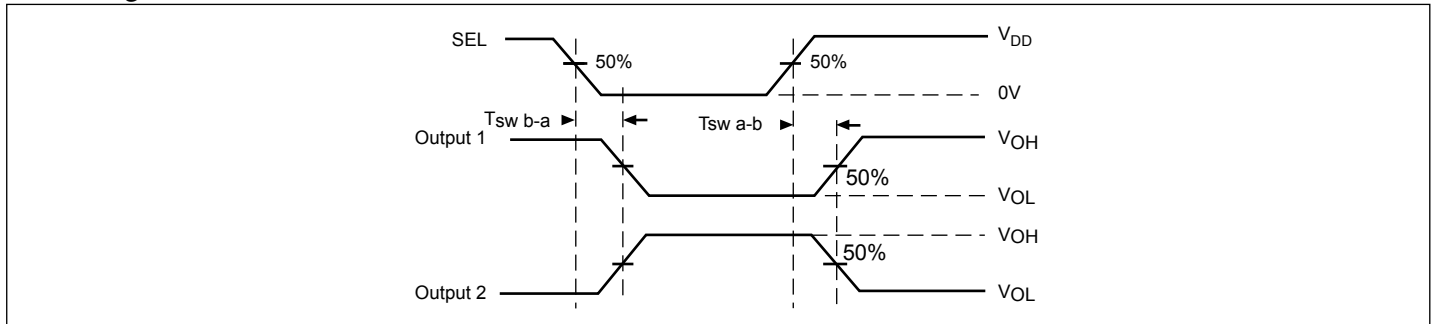 SEL
50%
50%
VDD
0V
Tsw b-a
Tsw a-b
Output 1
VOH
50%
VOL
VOH
50%
Output 2
VOL